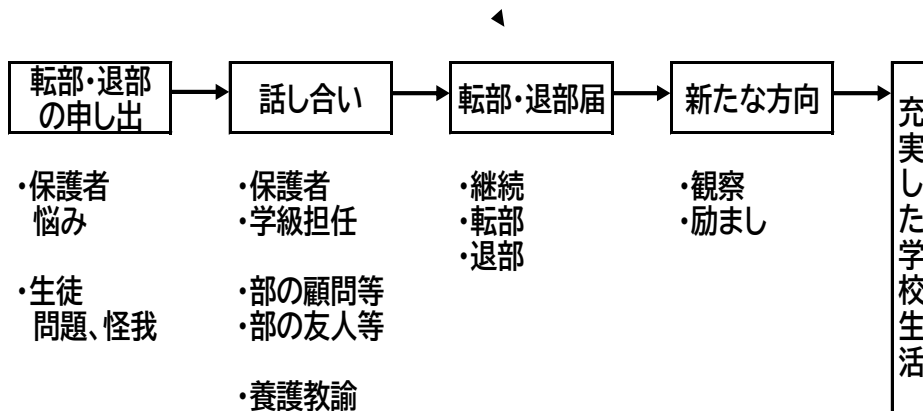 転部・退部
の申し出
・保護者
悩み
・生徒
問題、怪我
話し合い
・保護者
・学級担任
・部の顧問等
・部の友人等
・養護教諭
転部・退部届
・継続
・転部
・退部
新たな方向
・観察
・励まし
充実した学校生活